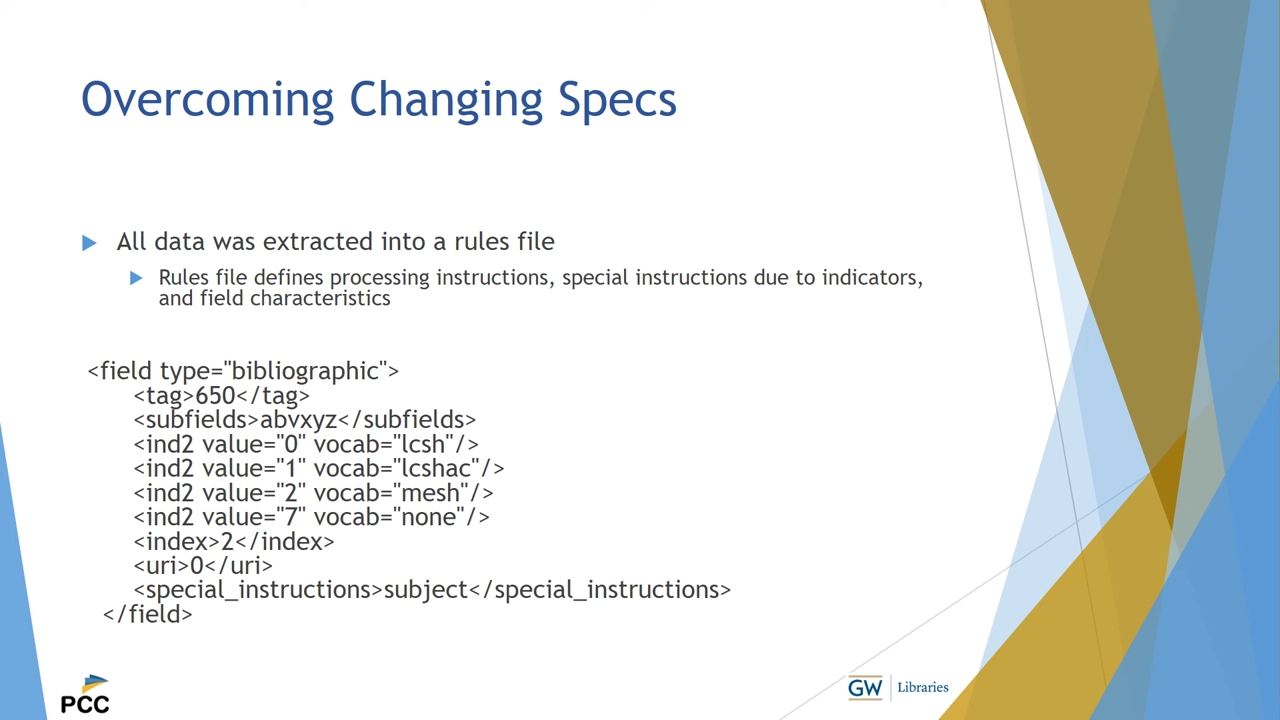 Overcoming Changing Specs
All data was extracted into a rules file
Rules file defines processing instructions, special instructions due to indicators,
and field characteristics
<field type="bibliographic">
<tag>650</tag>
<subfields>abvxyz</subfields>
<ind2 value="0" vocab="lcsh"/>
<ind2 value="1" vocab="lcshac"/>
<ind2 value="2" vocab="mesh"/>
<ind2 value="7" vocab="none"/>
<index>2</index>
<uri>0</uri>
<special_instructions>subject</special_instructions>
</field>
PCC
GW Libraries